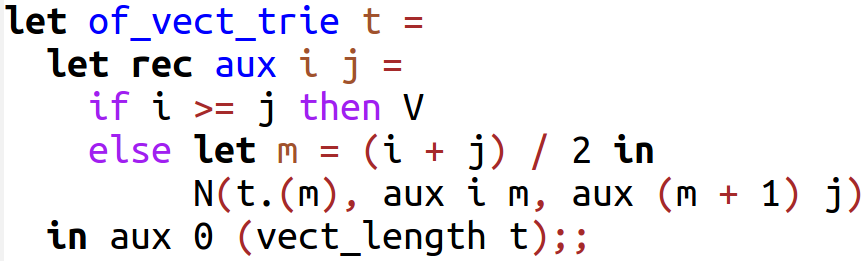 let of_vect_trie t =
  let rec aux i j =
    if i >= j then V
    else let m = (i + j) / 2 in
         N(t.(m), aux i m, aux (m + 1) j)
  in aux 0 (vect_length t);;